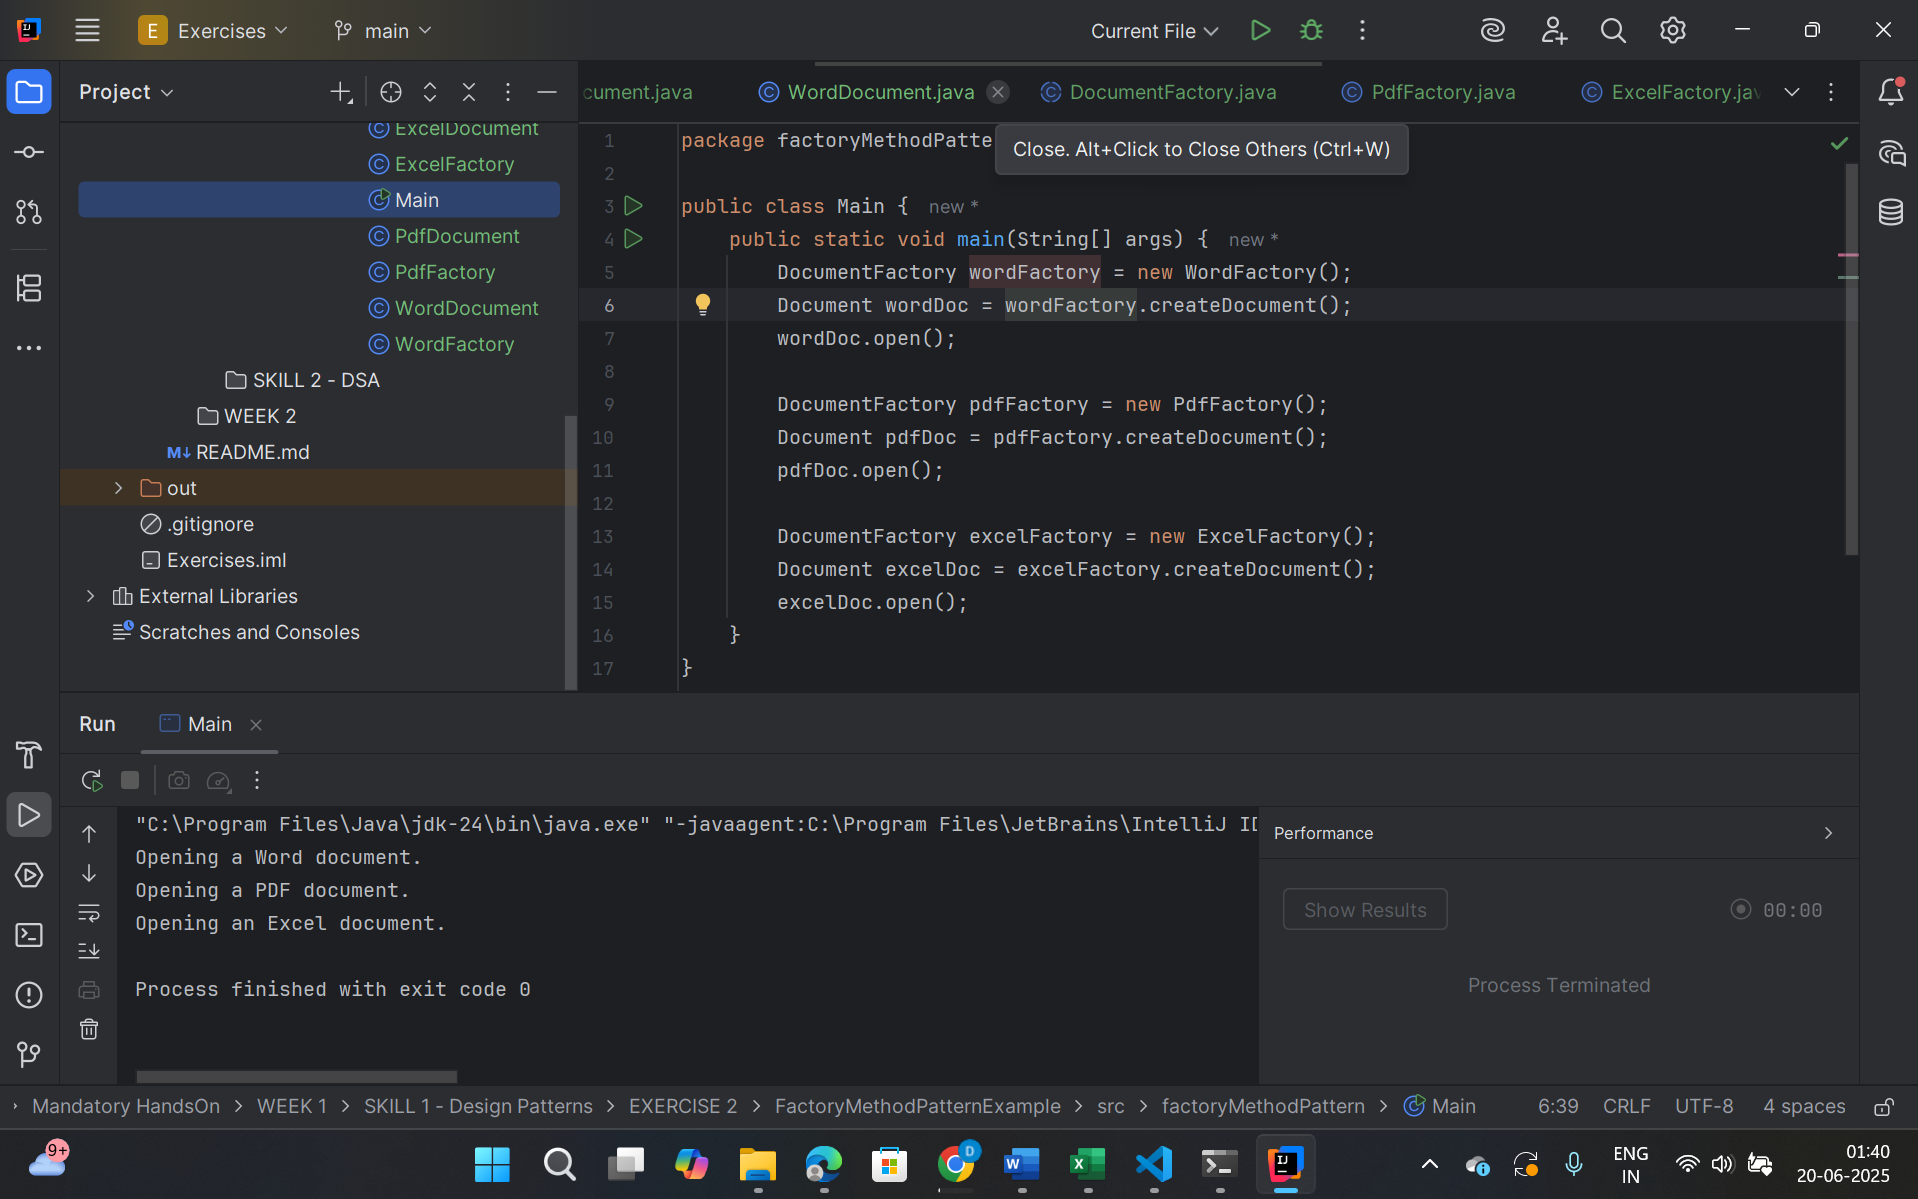 E Exercises main Current File
Project
cument.java WordDocument.java DocumentFactory.java PdfFactory.java ExcelFactory.jav
Close. Alt+Click to Close Others (Ctrl+W)
ExcelDocument
ExcelFactory
Main
PdfDocument
PdfFactory
WordDocument
WordFactory
SKILL 2 - DSA
WEEK 2
M↓ README.md
out
.gitignore
Exercises.iml
External Libraries
Scratches and Consoles
1 package factoryMethodPatte
2
3 public class Main { new *
4 public static void main(String[] args) { new *
5 DocumentFactory wordFactory = new WordFactory();
6 Document wordDoc = wordFactory.createDocument();
7 wordDoc.open();
8
9 DocumentFactory pdfFactory = new PdfFactory();
10 Document pdfDoc = pdfFactory.createDocument();
11 pdfDoc.open();
12
13 DocumentFactory excelFactory = new ExcelFactory();
14 Document excelDoc = excelFactory.createDocument();
15 excelDoc.open();
16 }
17 }
Run Main
"C:\Program Files\Java\jdk-24\bin\java.exe" "-javaagent:C:\Program Files\JetBrains\IntelliJ ID
Opening a Word document.
Opening a PDF document.
Opening an Excel document.
Process finished with exit code 0
Performance
Show Results 00:00
Process Terminated
Mandatory HandsOn > WEEK 1 > SKILL 1 - Design Patterns > EXERCISE 2 > FactoryMethodPatternExample > src > factoryMethodPattern > Main 6:39 CRLF UTF-8 4 spaces
9+
D
ENG
IN
01:40
20-06-2025